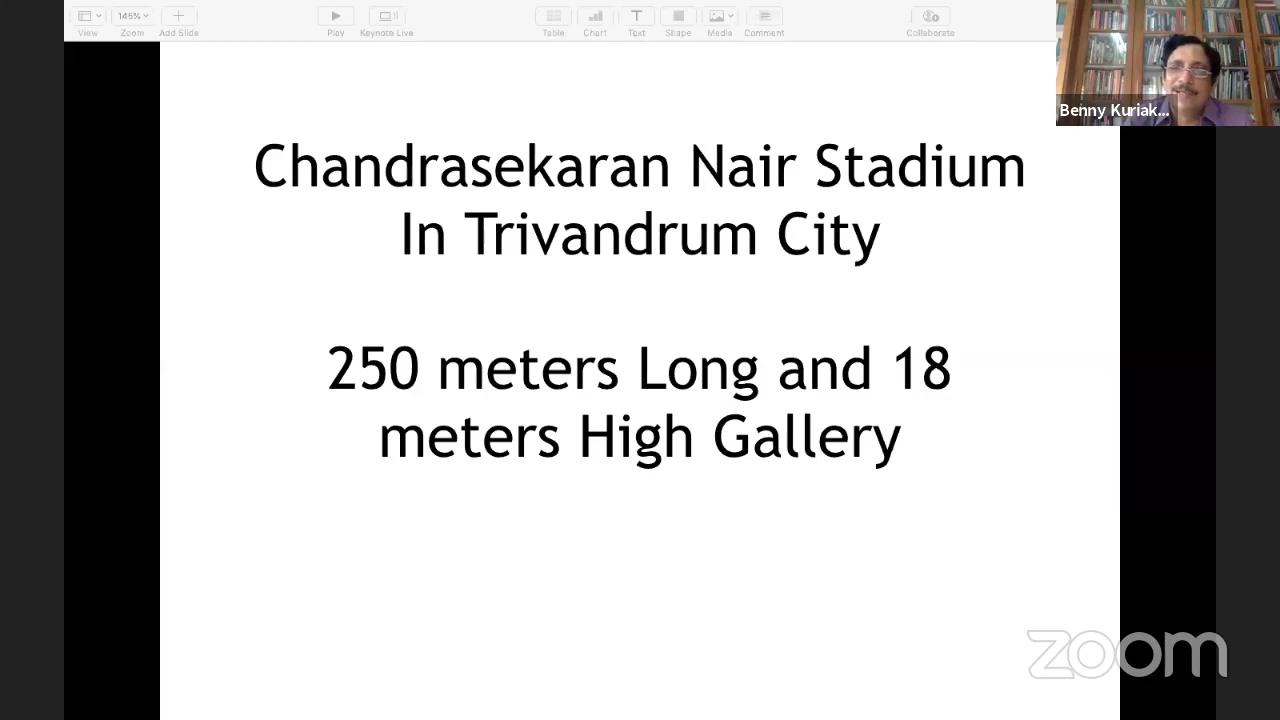 145%
View
Zoom
Add Slide
Play
Keynote Live
Table
Chart
Text
Shape
Media
Comment
Collaborate
Benny Kuriak...
Chandrasekaran Nair Stadium
In Trivandrum City
250 meters Long and 18
meters High Gallery
zoom